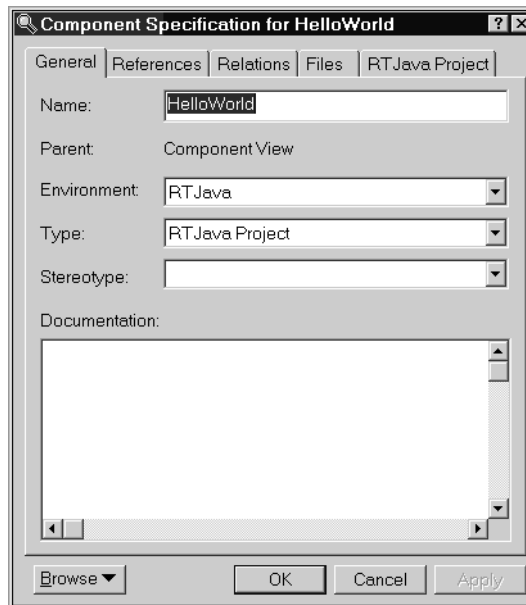 Component Specification for HelloWorld
General References Relations Files RTJava Project
Name: HelloWorld
Parent: Component View
Environment: RTJava
Type: RTJava Project
Stereotype:
Documentation:
Browse OK Cancel Apply